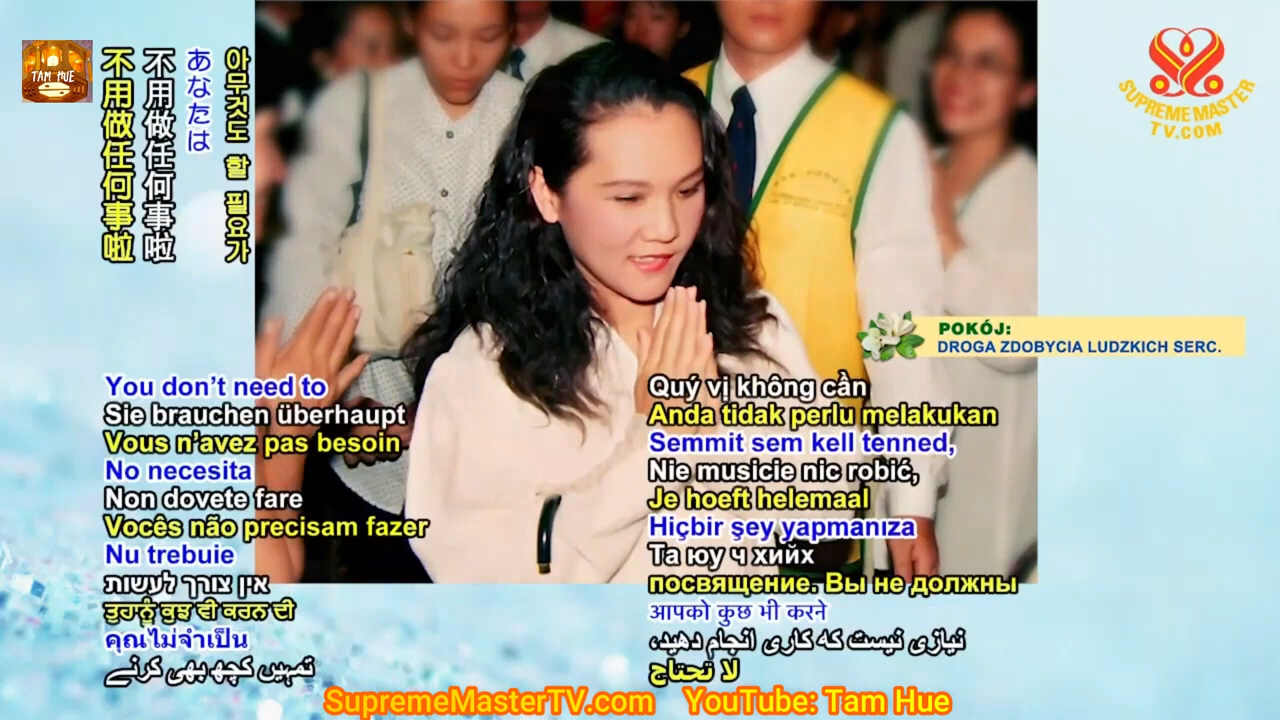 TAM HUE
不用做任何事啦
不用做任何事啦
あなたは
아무것도 할 필요가
SUPREME MASTER
TV.COM
POKÓJ:
DROGA ZDOBYCIA LUDZKICH SERC.
You don’t need to
Sie brauchen überhaupt
Vous n’avez pas besoin
No necesita
Non dovete fare
Vocês não precisam fazer
Nu trebuie
אין צורך לעשות
ਤੁਹਾਨੂੰ ਕੁਝ ਵੀ ਕਰਨ ਦੀ
คุณไม่จำเป็น
تمہیں کچھ بھی کرنے
Quý vị không cần
Anda tidak perlu melakukan
Semmit sem kell tenned,
Nie musicie nic robić,
Je hoeft helemaal
Hiçbir şey yapmanıza
Та юу ч хийх
посвящение. Вы не должны
आपको कुछ भी करने
نیازی نیست که کاری انجام دهید،
لا تحتاج
SupremeMasterTV.com YouTube: Tam Hue